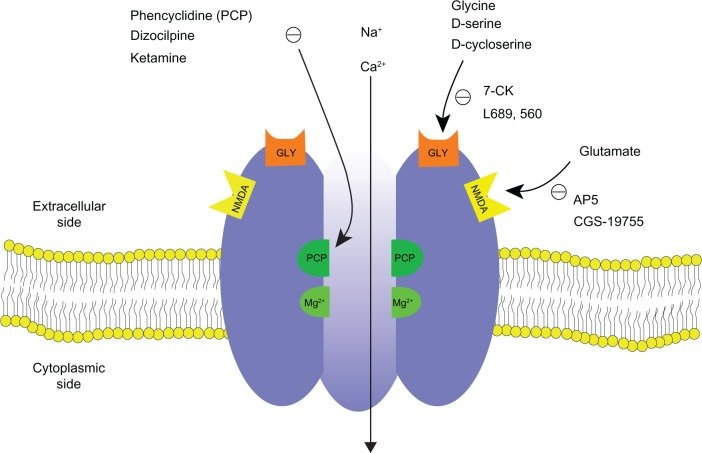 Phencyclidine (PCP)
Dizocilpine
Ketamine
Na⁺
Ca²⁺
Glycine
D-serine
D-cycloserine
7-CK
L689, 560
GLY
GLY
Glutamate
NMDA
NMDA
AP5
CGS-19755
Extracellular
side
PCP
PCP
Mg²⁺
Mg²⁺
Cytoplasmic
side